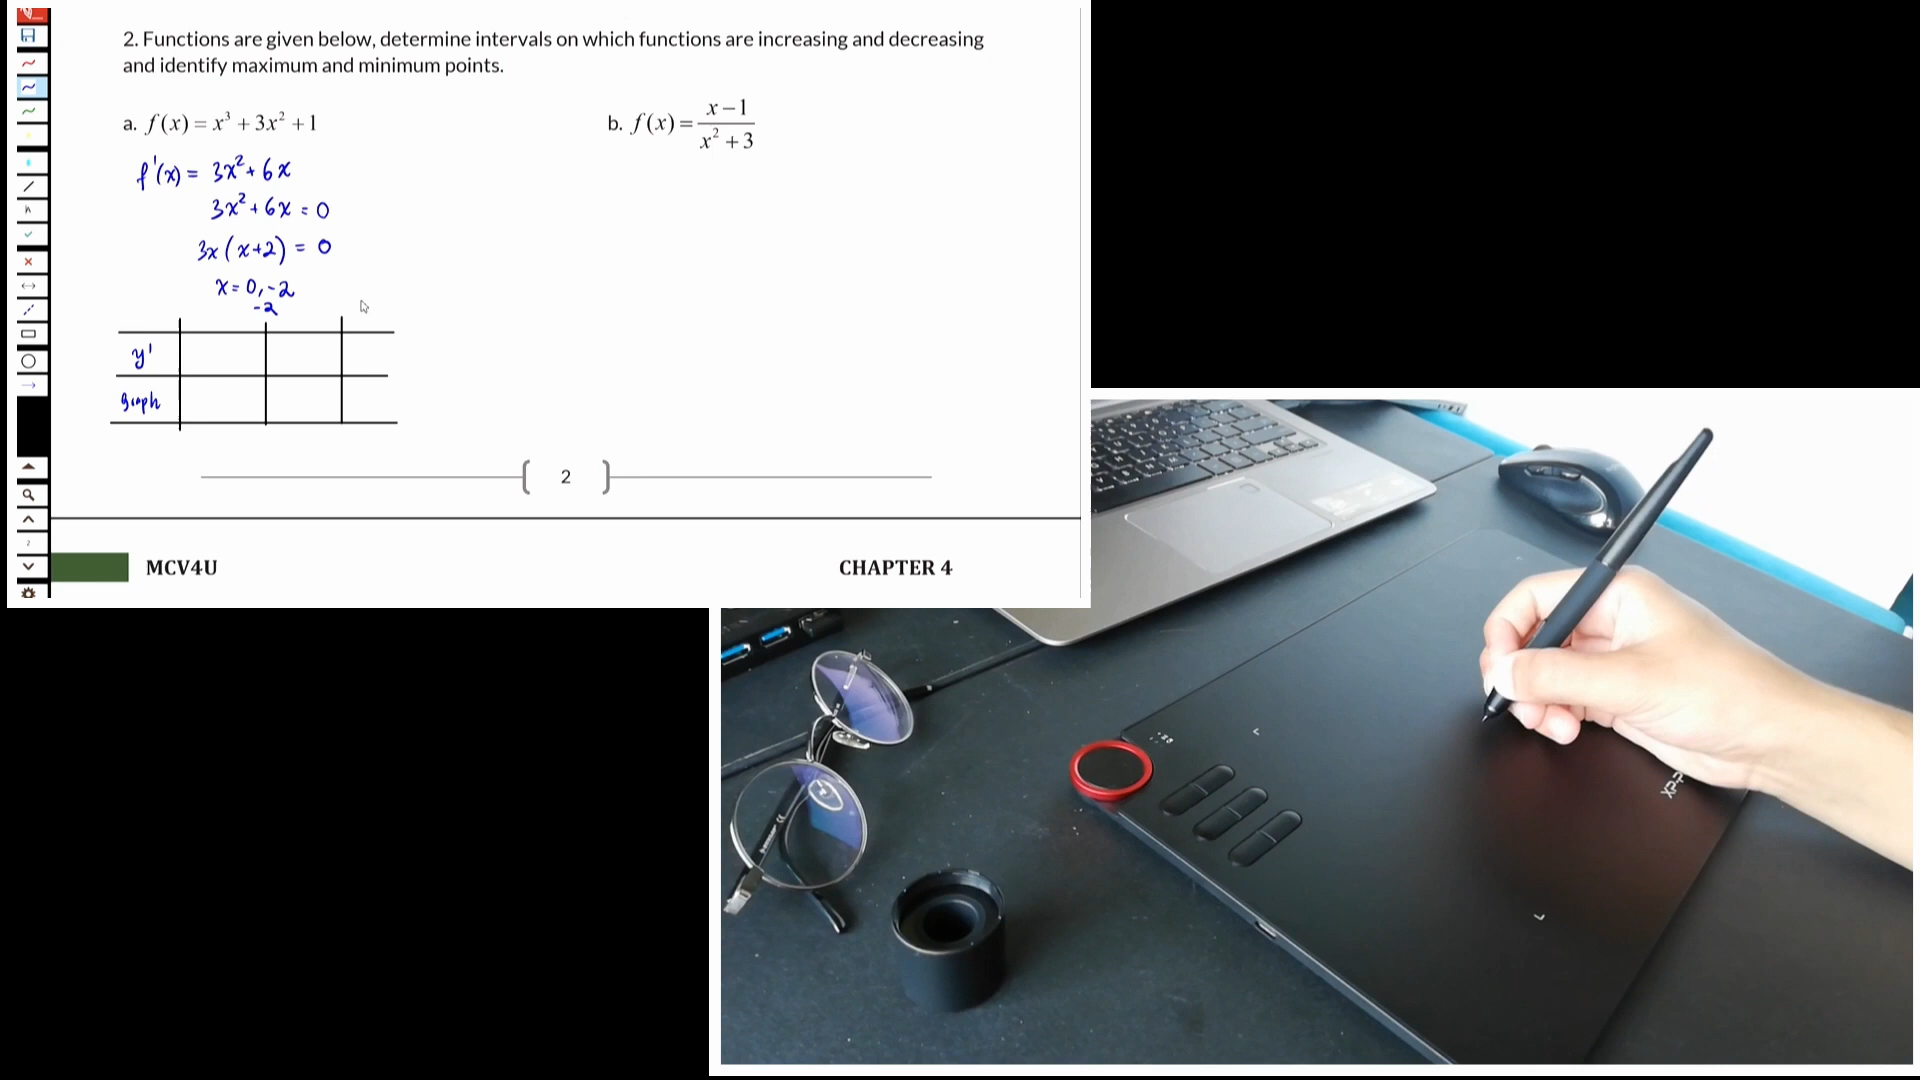 2. Functions are given below, determine intervals on which functions are increasing and decreasing
and identify maximum and minimum points.
a. f(x) = x³ + 3x² + 1
b. f(x) = (x − 1)/(x² + 3)
f'(x) = 3x² + 6x
3x² + 6x = 0
3x(x+2) = 0
x = 0, -2
-2
y'
graph
2
MCV4U
CHAPTER 4